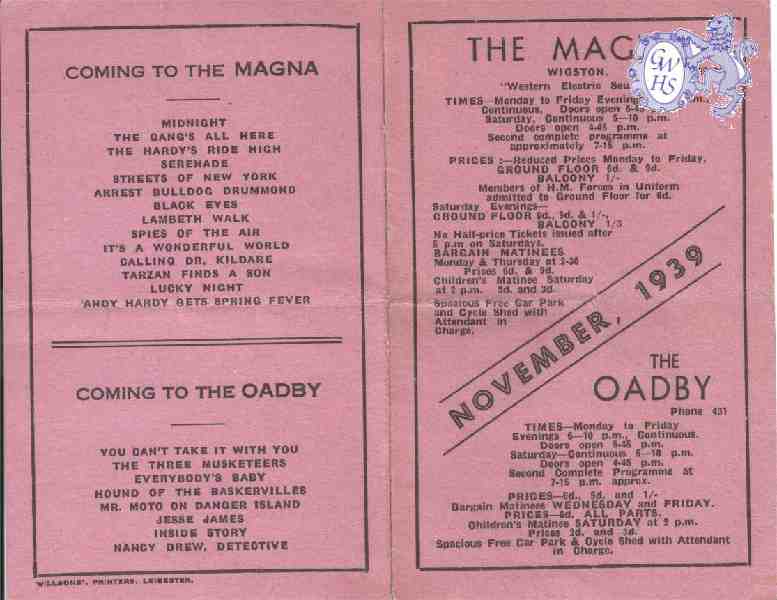 COMING TO THE MAGNA
MIDNIGHT
THE GANG'S ALL HERE
THE HARDY'S RIDE HIGH
SERENADE
STREETS OF NEW YORK
ARREST BULLDOG DRUMMOND
BLACK EYES
LAMBETH WALK
SPIES OF THE AIR
IT'S A WONDERFUL WORLD
CALLING DR. KILDARE
TARZAN FINDS A SON
LUCKY NIGHT
'ANDY HARDY GETS SPRING FEVER
COMING TO THE OADBY
YOU CAN'T TAKE IT WITH YOU
THE THREE MUSKETEERS
EVERYBODY'S BABY
HOUND OF THE BASKERVILLES
MR. MOTO ON DANGER ISLAND
JESSE JAMES
INSIDE STORY
NANCY DREW, DETECTIVE
WILLSONS', PRINTERS, LEICESTER.
THE MAG
WIGSTON.
"Western Electric Sou
TIMES—Monday to Friday Evening
Continuous. Doors open 5-45 p.m.
Saturday, Continuous 5—10 p.m.
Doors open 4-45 p.m.
Second complete programme at
approximately 7-15 p.m.
PRICES :—Reduced Prices Monday to Friday,
GROUND FLOOR 6d. & 9d.
BALCONY 1/-
Members of H.M. Forces in Uniform
admitted to Ground Floor for 6d.
Saturday Evenings—
GROUND FLOOR 6d., 9d. & 1/-,
BALCONY 1/3
No Half-price Tickets issued after
5 p.m on Saturdays.
BARGAIN MATINEES
Monday & Thursday at 2-30
Prices 6d. & 9d.
Children's Matinee Saturday
at 2 p.m. 2d. and 3d.
Spacious Free Car Park
and Cycle Shed with
Attendant in
Charge.
NOVEMBER, 1939
THE
OADBY
Phone 431
TIMES—Monday to Friday
Evenings 6—10 p.m., Continuous.
Doors open 5-45 p.m.
Saturday—Continuous 5—10 p.m.
Doors open 4-45 p.m.
Second Complete Programme at
7-15 p.m. approx.
PRICES—6d., 9d. and 1/-
Bargain Matinees WEDNESDAY and FRIDAY.
PRICES—6d. ALL PARTS.
Children's Matinee SATURDAY at 2 p.m.
Prices 2d. and 3d.
Spacious Free Car Park & Cycle Shed with Attendant
in Charge.
GW
HS